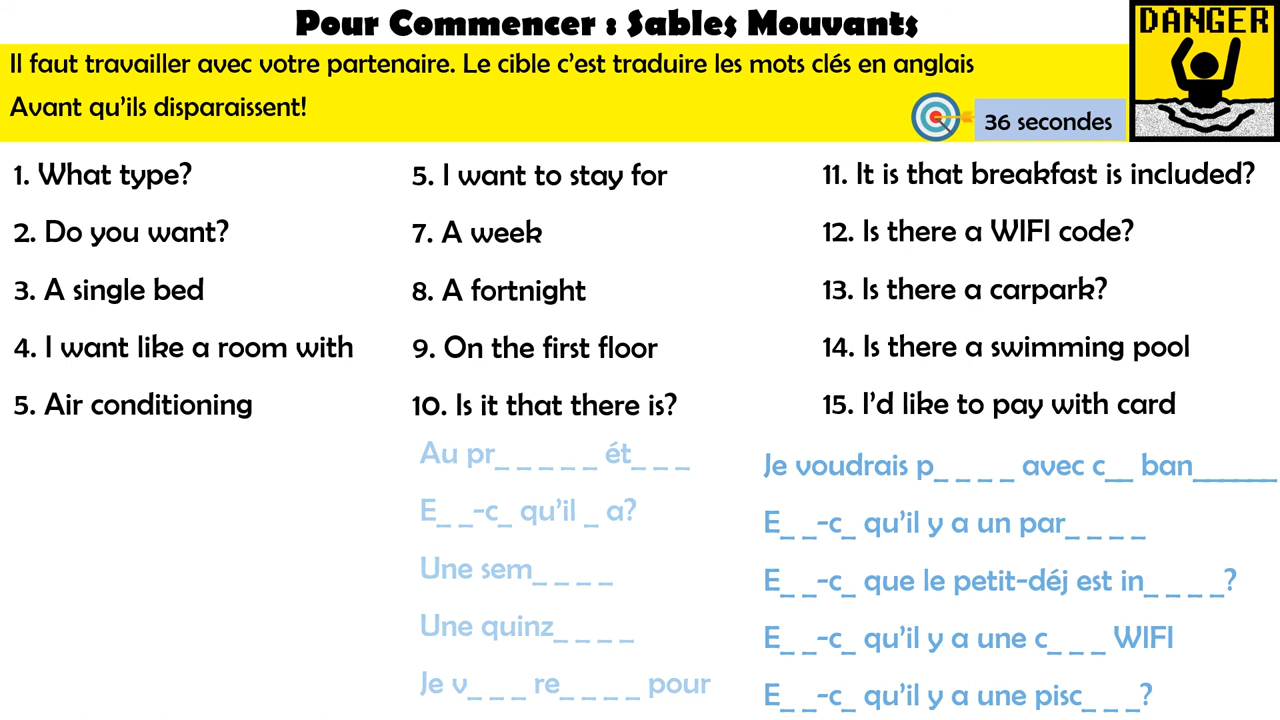 Pour Commencer : Sables Mouvants
DANGER
Il faut travailler avec votre partenaire. Le cible c'est traduire les mots clés en anglais
Avant qu'ils disparaissent!
36 secondes
1. What type?
2. Do you want?
3. A single bed
4. I want like a room with
5. Air conditioning
5. I want to stay for
7. A week
8. A fortnight
9. On the first floor
10. Is it that there is?
11. It is that breakfast is included?
12. Is there a WIFI code?
13. Is there a carpark?
14. Is there a swimming pool
15. I'd like to pay with card
Au pr_ _ _ _ _ ét_ _ _
E_ _-c_ qu'il _ a?
Une sem_ _ _ _
Une quinz_ _ _ _
Je v_ _ _ re_ _ _ _ pour
Je voudrais p_ _ _ _ avec c__ ban______
E_ _-c_ qu'il y a un par_ _ _ _
E_ _-c_ que le petit-déj est in_ _ _ _?
E_ _-c_ qu'il y a une c_ _ _ WIFI
E_ _-c_ qu'il y a une pisc_ _ _?